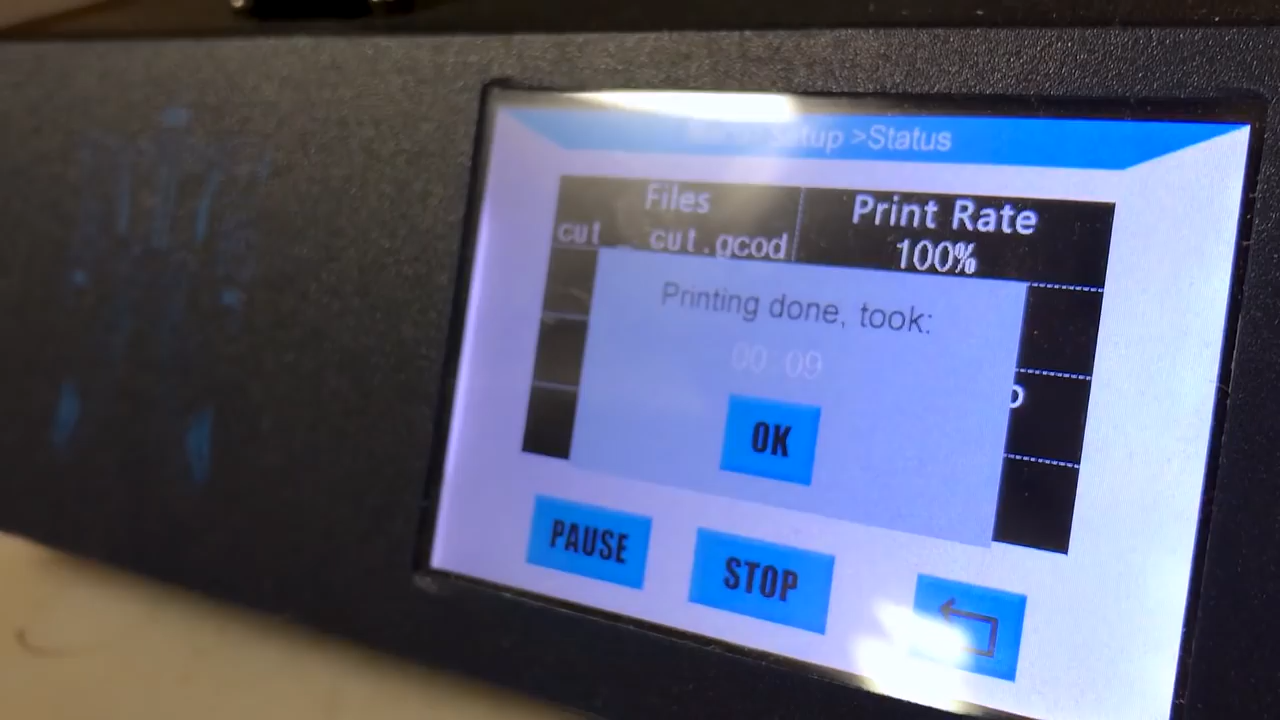 Setup >Status
Files
Print Rate
cut cut.gcod
100%
Printing done, took:
00:09
OK
PAUSE
STOP